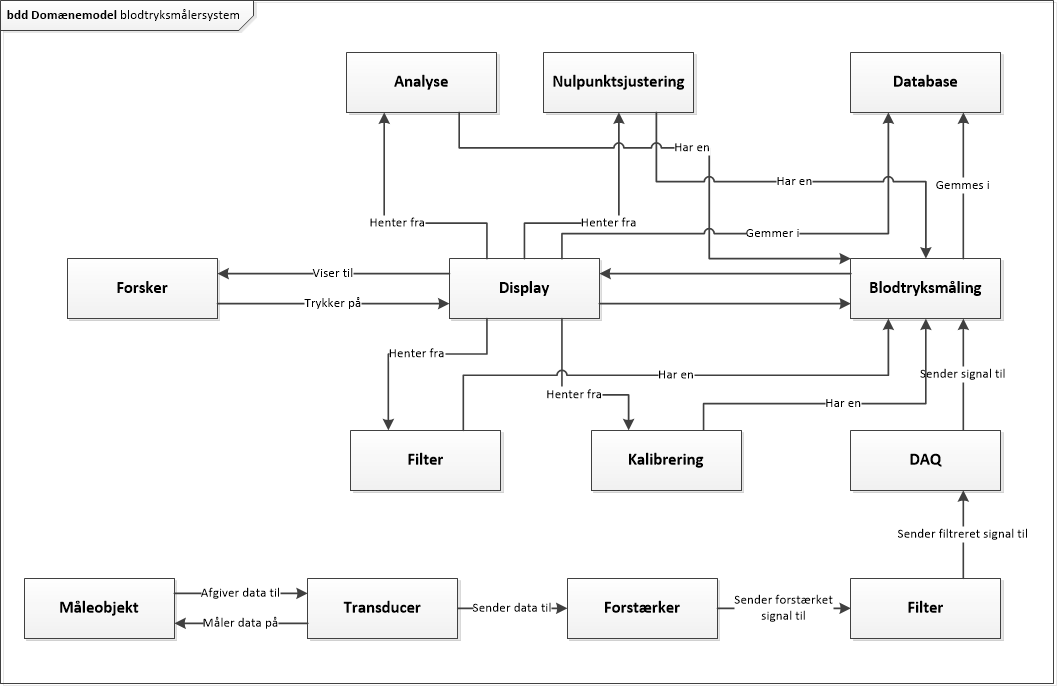 bdd Domænemodel blodtryksmålersystem
Analyse
Nulpunktsjustering
Database
Har en
Har en
Gemmes i
Henter fra
Henter fra
Gemmer i
Forsker
Viser til
Trykker på
Display
Blodtryksmåling
Henter fra
Har en
Sender signal til
Henter fra
Har en
Filter
Kalibrering
DAQ
Sender filtreret signal til
Måleobjekt
Afgiver data til
Måler data på
Transducer
Sender data til
Forstærker
Sender forstærket
signal til
Filter